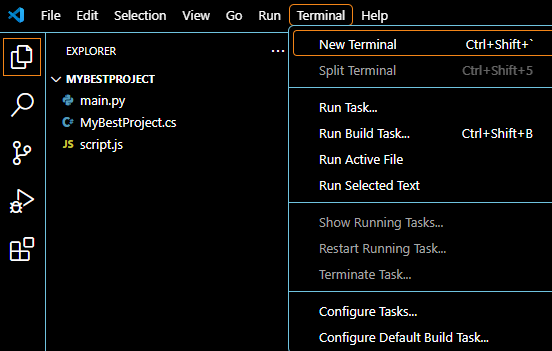 File Edit Selection View Go Run Terminal Help
EXPLORER ...
MYBESTPROJECT
main.py
C# MyBestProject.cs
JS script.js
New Terminal Ctrl+Shift+`
Split Terminal Ctrl+Shift+5
Run Task...
Run Build Task... Ctrl+Shift+B
Run Active File
Run Selected Text
Show Running Tasks...
Restart Running Task...
Terminate Task...
Configure Tasks...
Configure Default Build Task...